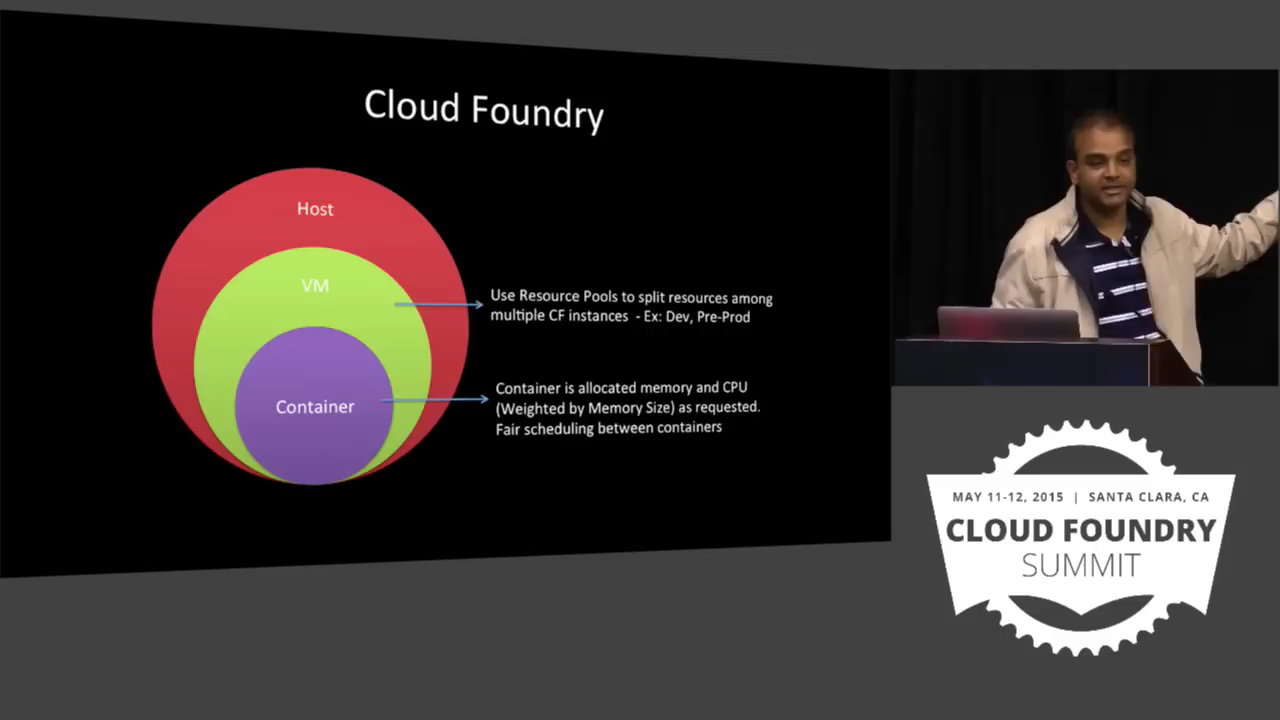 Cloud Foundry
Host
VM
Container
Use Resource Pools to split resources among
multiple CF instances - Ex: Dev, Pre-Prod
Container is allocated memory and CPU
(Weighted by Memory Size) as requested.
Fair scheduling between containers
MAY 11-12, 2015 | SANTA CLARA, CA
CLOUD FOUNDRY
SUMMIT